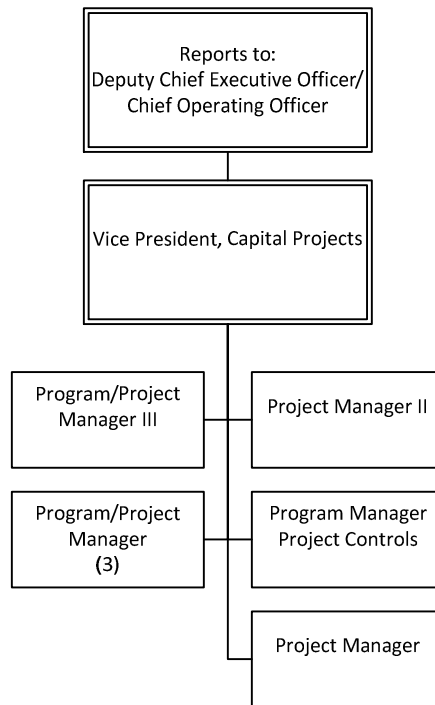 Reports to:
Deputy Chief Executive Officer/
Chief Operating Officer
Vice President, Capital Projects
Program/Project
Manager III
Project Manager II
Program/Project
Manager
(3)
Program Manager
Project Controls
Project Manager